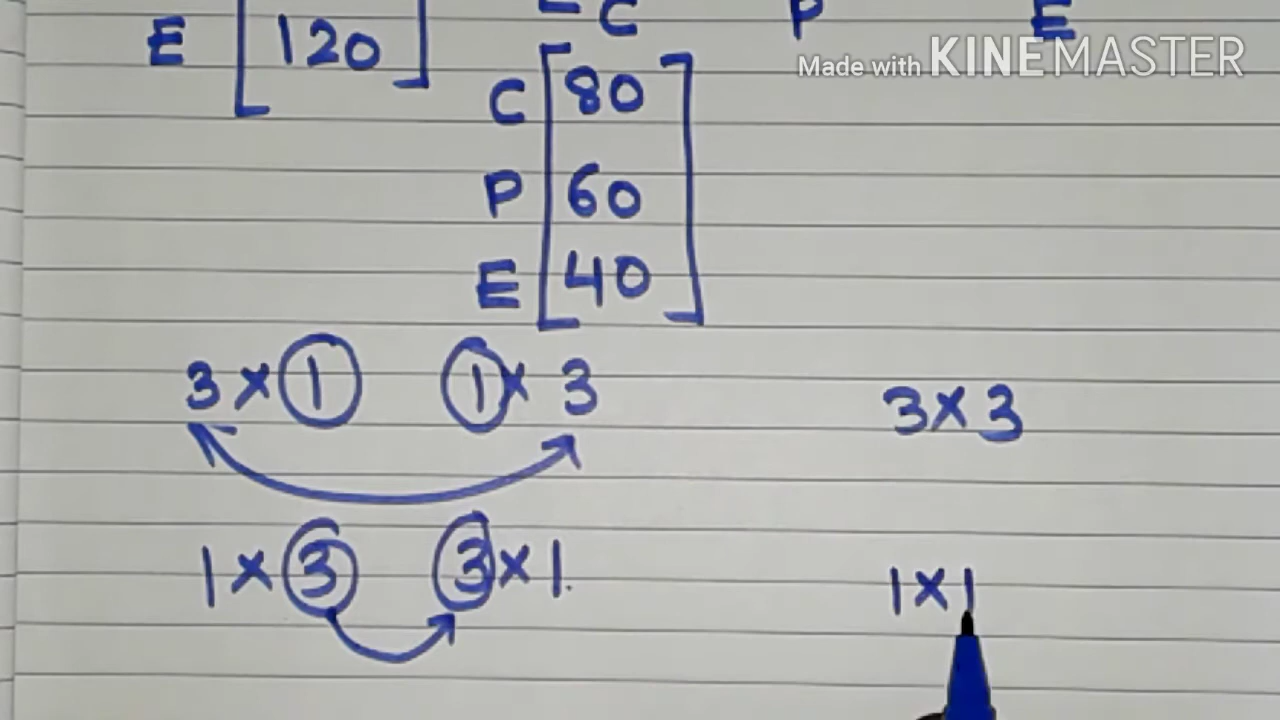 C P E
E [120]
Made with KINEMASTER
C [80
P 60
E 40]
3 × 1 1 × 3
3 × 3
1 × 3 3 × 1.
1 × 1